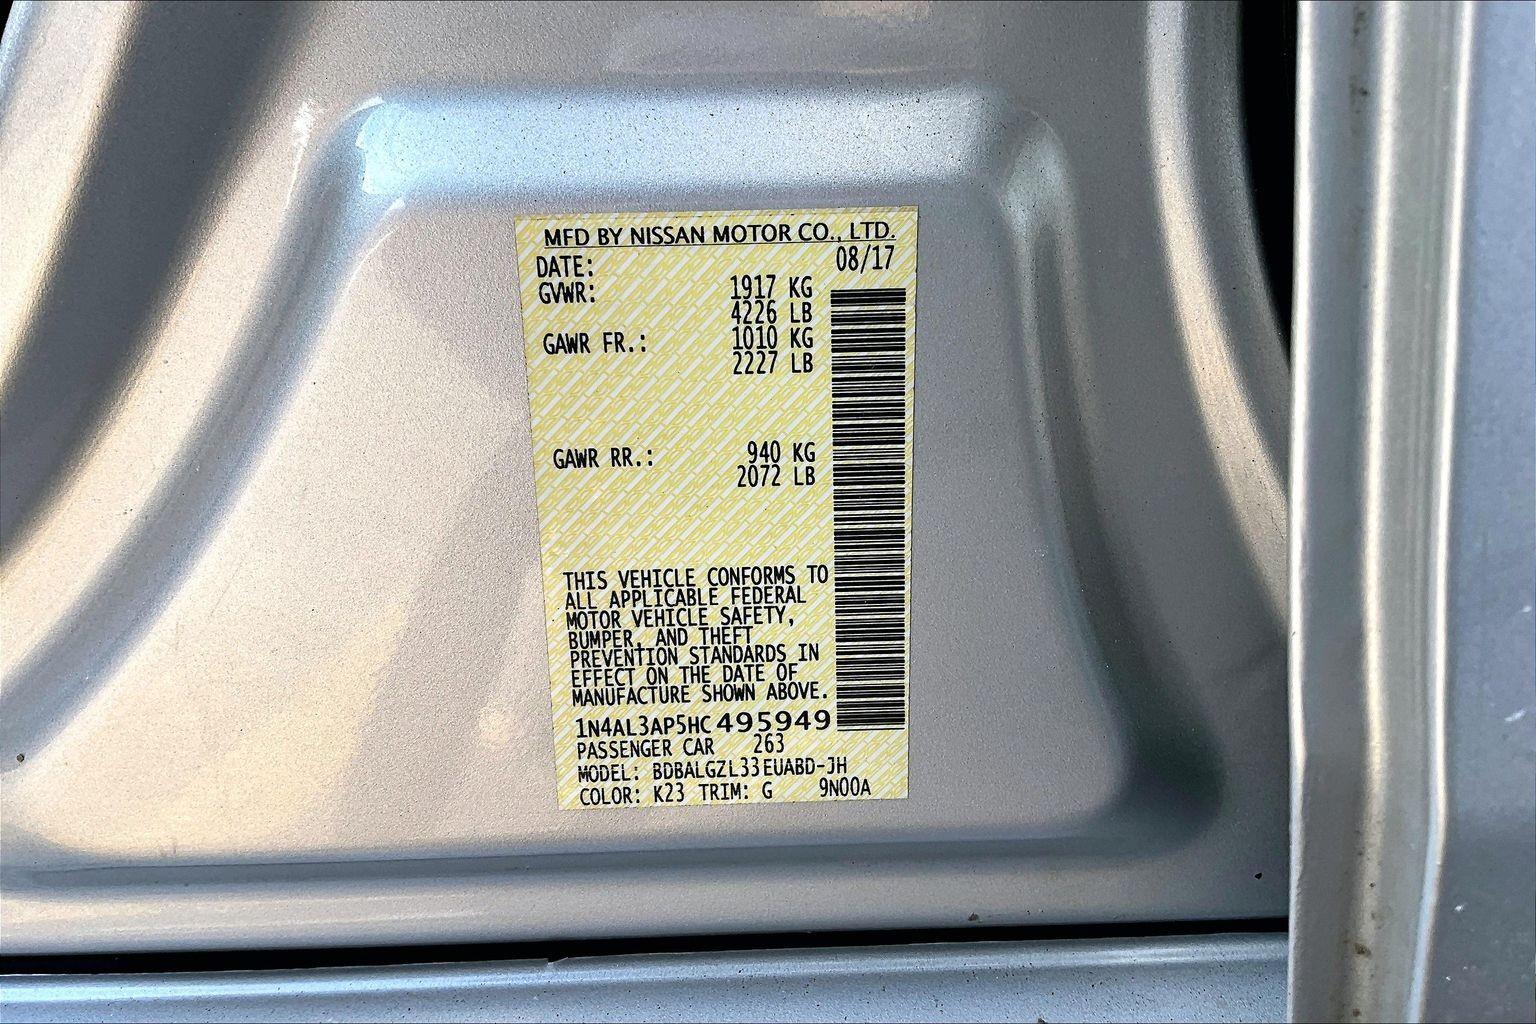 MFD BY NISSAN MOTOR CO., LTD.
DATE: 08/17
GVWR: 1917 KG
4226 LB
GAWR FR.: 1010 KG
2227 LB
GAWR RR.: 940 KG
2072 LB
THIS VEHICLE CONFORMS TO
ALL APPLICABLE FEDERAL
MOTOR VEHICLE SAFETY,
BUMPER, AND THEFT
PREVENTION STANDARDS IN
EFFECT ON THE DATE OF
MANUFACTURE SHOWN ABOVE.
1N4AL3AP5HC495949
PASSENGER CAR 263
MODEL: BDBALGZL33EUABD-JH
COLOR: K23 TRIM: G 9N00A